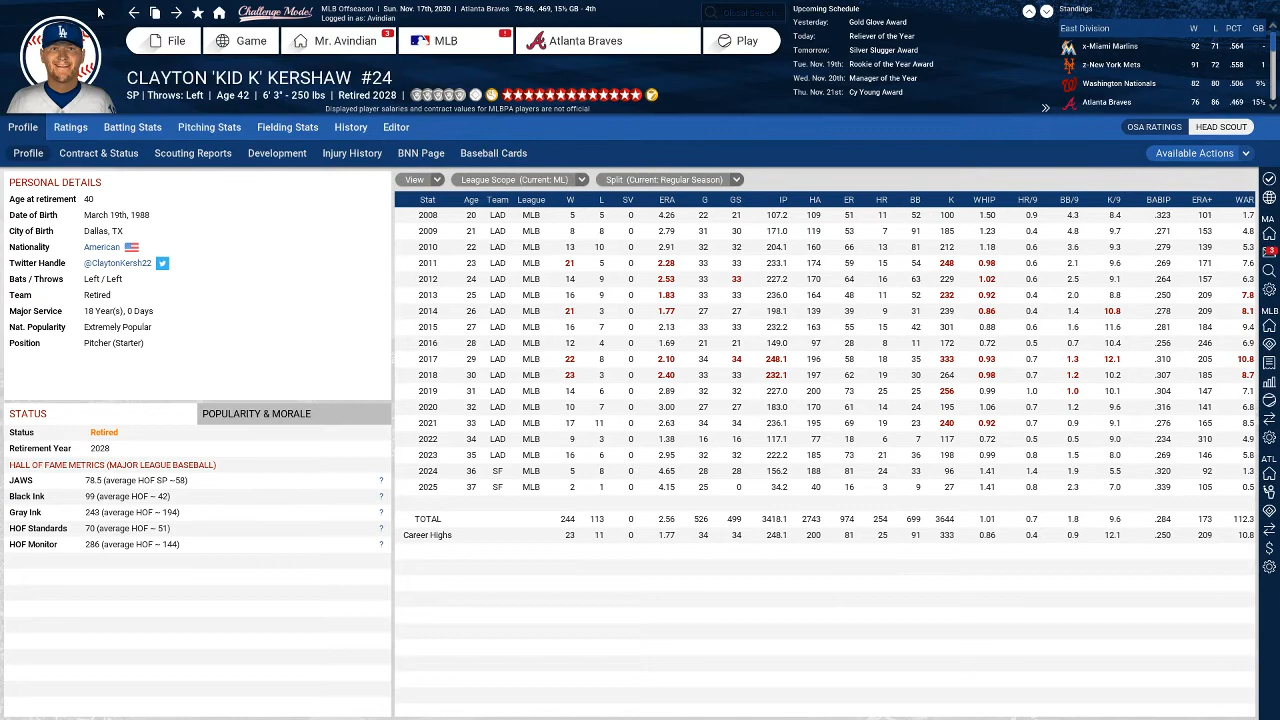 Challenge Mode!
MLB Offseason | Sun. Nov. 17th, 2030 | Atlanta Braves 76-86, .469, 15½ GB - 4th
Logged in as: Avindian
Global Search...
File Game Mr. Avindian 3 MLB ! Atlanta Braves Play
Upcoming Schedule
Yesterday: Gold Glove Award
Today: Reliever of the Year
Tomorrow: Silver Slugger Award
Tue. Nov. 19th: Rookie of the Year Award
Wed. Nov. 20th: Manager of the Year
Thu. Nov. 21st: Cy Young Award
Standings
East Division W L PCT GB
x-Miami Marlins 92 71 .564 -
z-New York Mets 91 72 .558 1
Washington Nationals 82 80 .506 9½
Atlanta Braves 76 86 .469 15½
CLAYTON 'KID K' KERSHAW #24
SP | Throws: Left | Age 42 | 6' 3" - 250 lbs | Retired 2028 |
Displayed player salaries and contract values for MLBPA players are not official
Profile Ratings Batting Stats Pitching Stats Fielding Stats History Editor
OSA RATINGS HEAD SCOUT
Profile Contract & Status Scouting Reports Development Injury History BNN Page Baseball Cards
Available Actions
PERSONAL DETAILS
Age at retirement 40
Date of Birth March 19th, 1988
City of Birth Dallas, TX
Nationality American
Twitter Handle @ClaytonKersh22
Bats / Throws Left / Left
Team Retired
Major Service 18 Year(s), 0 Days
Nat. Popularity Extremely Popular
Position Pitcher (Starter)
STATUS POPULARITY & MORALE
Status Retired
Retirement Year 2028
HALL OF FAME METRICS (MAJOR LEAGUE BASEBALL)
JAWS 78.5 (average HOF SP ~58) ?
Black Ink 99 (average HOF ~ 42) ?
Gray Ink 243 (average HOF ~ 194) ?
HOF Standards 70 (average HOF ~ 51) ?
HOF Monitor 286 (average HOF ~ 144) ?
View League Scope (Current: ML) Split (Current: Regular Season)
Stat Age Team League W L SV ERA G GS IP HA ER HR BB K WHIP HR/9 BB/9 K/9 BABIP ERA+ WAR
2008 20 LAD MLB 5 5 0 4.26 22 21 107.2 109 51 11 52 100 1.50 0.9 4.3 8.4 .323 101 1.7
2009 21 LAD MLB 8 8 0 2.79 31 30 171.0 119 53 7 91 185 1.23 0.4 4.8 9.7 .271 153 4.8
2010 22 LAD MLB 13 10 0 2.91 32 32 204.1 160 66 13 81 212 1.18 0.6 3.6 9.3 .279 139 5.3
2011 23 LAD MLB 21 5 0 2.28 33 33 233.1 174 59 15 54 248 0.98 0.6 2.1 9.6 .269 171 7.6
2012 24 LAD MLB 14 9 0 2.53 33 33 227.2 170 64 16 63 229 1.02 0.6 2.5 9.1 .264 157 6.3
2013 25 LAD MLB 16 9 0 1.83 33 33 236.0 164 48 11 52 232 0.92 0.4 2.0 8.8 .250 209 7.8
2014 26 LAD MLB 21 3 0 1.77 27 27 198.1 139 39 9 31 239 0.86 0.4 1.4 10.8 .278 209 8.1
2015 27 LAD MLB 16 7 0 2.13 33 33 232.2 163 55 15 42 301 0.88 0.6 1.6 11.6 .281 184 9.4
2016 28 LAD MLB 12 4 0 1.69 21 21 149.0 97 28 8 11 172 0.72 0.5 0.7 10.4 .256 246 6.9
2017 29 LAD MLB 22 8 0 2.10 34 34 248.1 196 58 18 35 333 0.93 0.7 1.3 12.1 .310 205 10.8
2018 30 LAD MLB 23 3 0 2.40 33 33 232.1 197 62 19 30 264 0.98 0.7 1.2 10.2 .307 185 8.7
2019 31 LAD MLB 14 6 0 2.89 32 32 227.0 200 73 25 25 256 0.99 1.0 1.0 10.1 .304 147 7.1
2020 32 LAD MLB 10 7 0 3.00 27 27 183.0 170 61 14 24 195 1.06 0.7 1.2 9.6 .316 141 6.8
2021 33 LAD MLB 17 11 0 2.63 34 34 236.1 195 69 19 23 240 0.92 0.7 0.9 9.1 .276 165 8.5
2022 34 LAD MLB 9 3 0 1.38 16 16 117.1 77 18 6 7 117 0.72 0.5 0.5 9.0 .234 310 4.9
2023 35 LAD MLB 16 6 0 2.95 32 32 222.2 185 73 21 36 198 0.99 0.8 1.5 8.0 .259 146 5.8
2024 36 SF MLB 5 8 0 4.65 28 28 156.2 188 81 24 33 96 1.41 1.4 1.9 5.5 .320 92 1.3
2025 37 SF MLB 2 1 0 4.15 25 0 34.2 40 16 3 9 27 1.41 0.8 2.3 7.0 .339 105 0.5
TOTAL 244 113 0 2.56 526 499 3418.1 2743 974 254 699 3644 1.01 0.7 1.8 9.6 .284 173 112.3
Career Highs 23 11 0 1.77 34 34 248.1 200 81 25 91 333 0.86 0.4 0.9 12.1 .250 209 10.8
MA
3
MLB
ATL